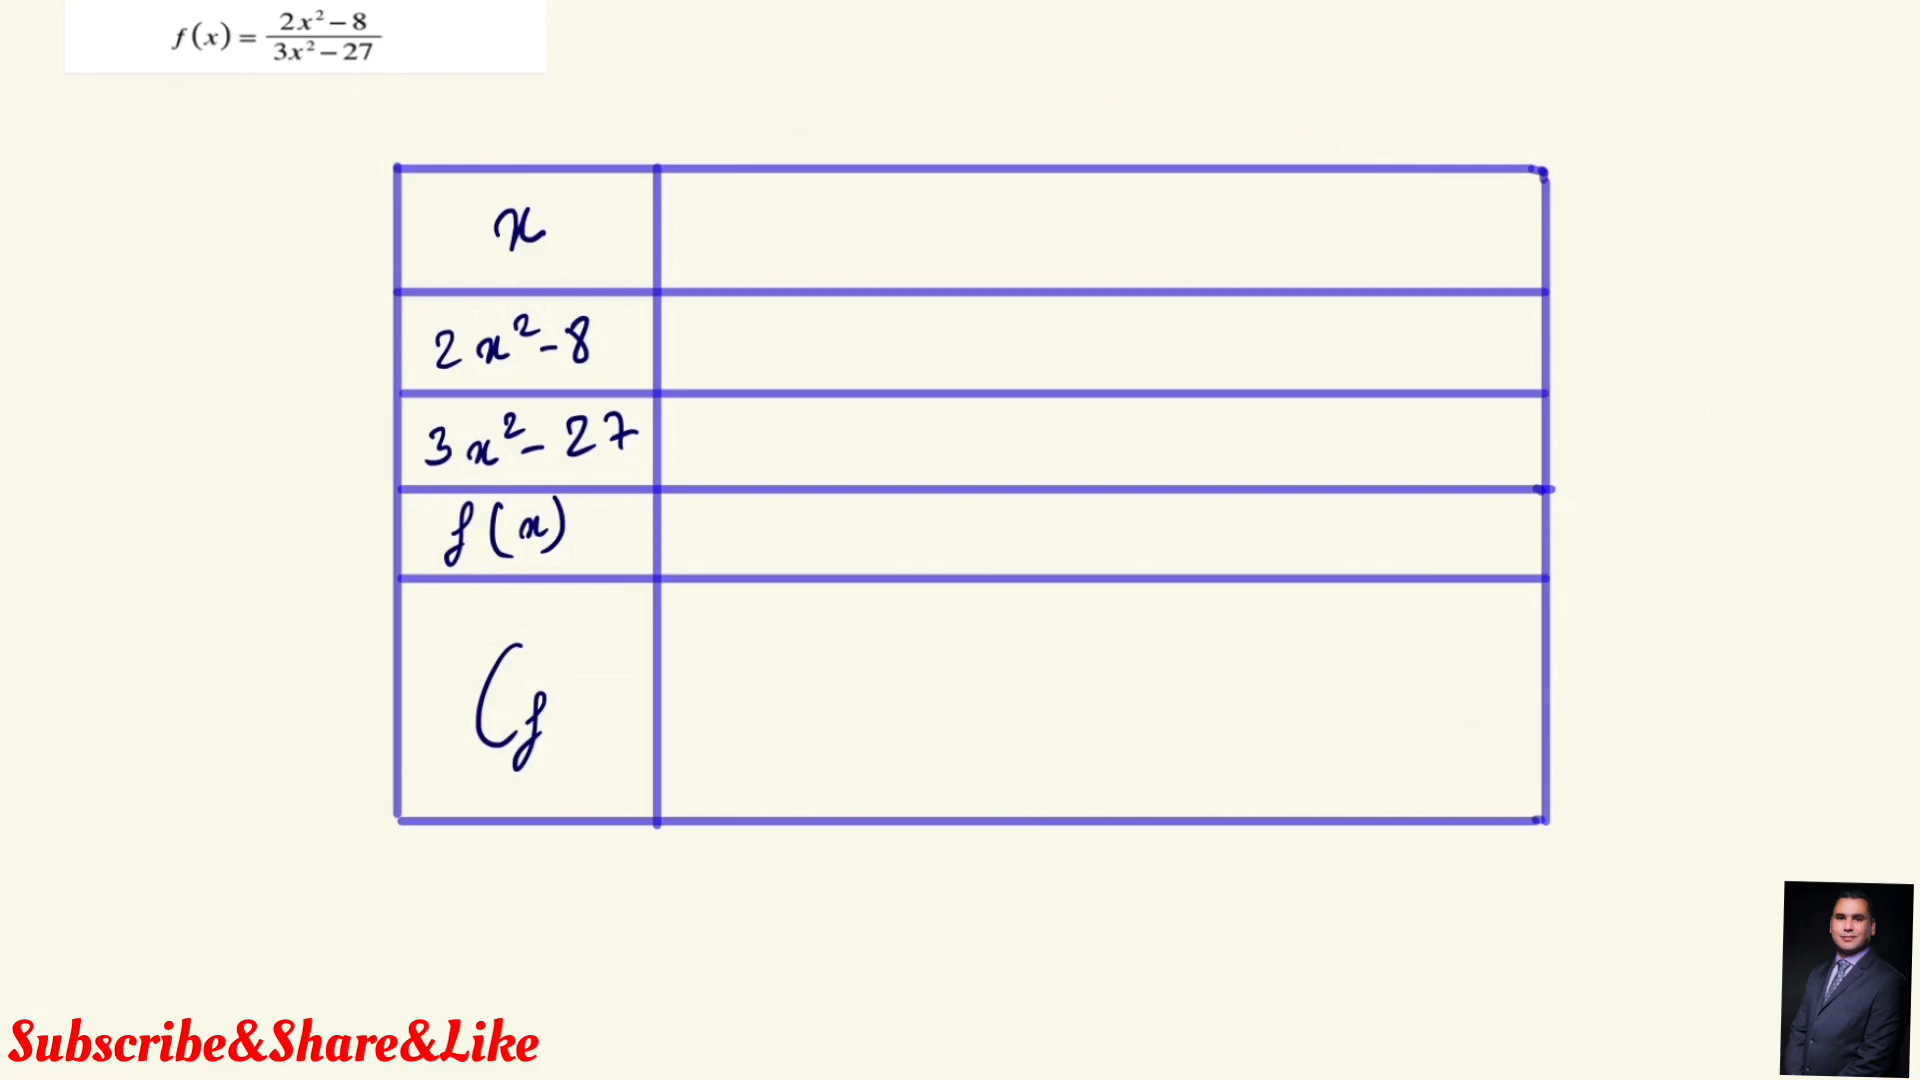 f(x) = 2x² − 8 / 3x² − 27
x
2x² - 8
3x² - 27
f(x)
Cf
Subscribe&Share&Like